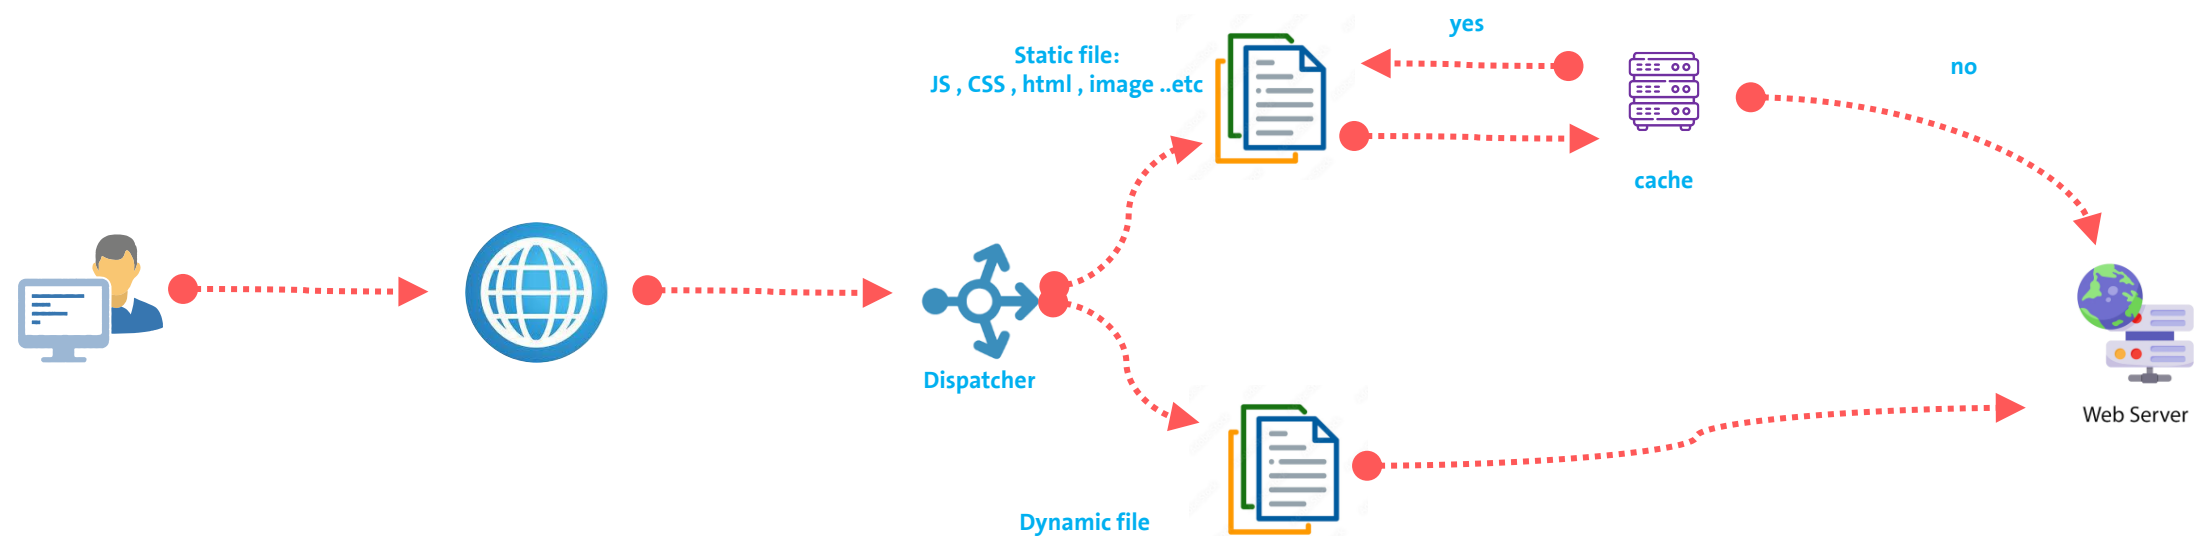 yes
Static file:
JS , CSS , html , image ..etc
no
cache
Dispatcher
Web Server
Dynamic file